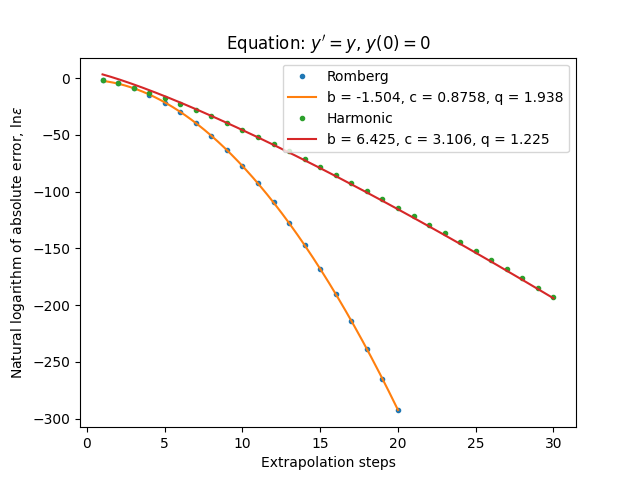 Equation: y′ = y, y(0) = 0
Natural logarithm of absolute error, lnε
0
−50
−100
−150
−200
−250
−300
Romberg
b = -1.504, c = 0.8758, q = 1.938
Harmonic
b = 6.425, c = 3.106, q = 1.225
0 5 10 15 20 25 30
Extrapolation steps